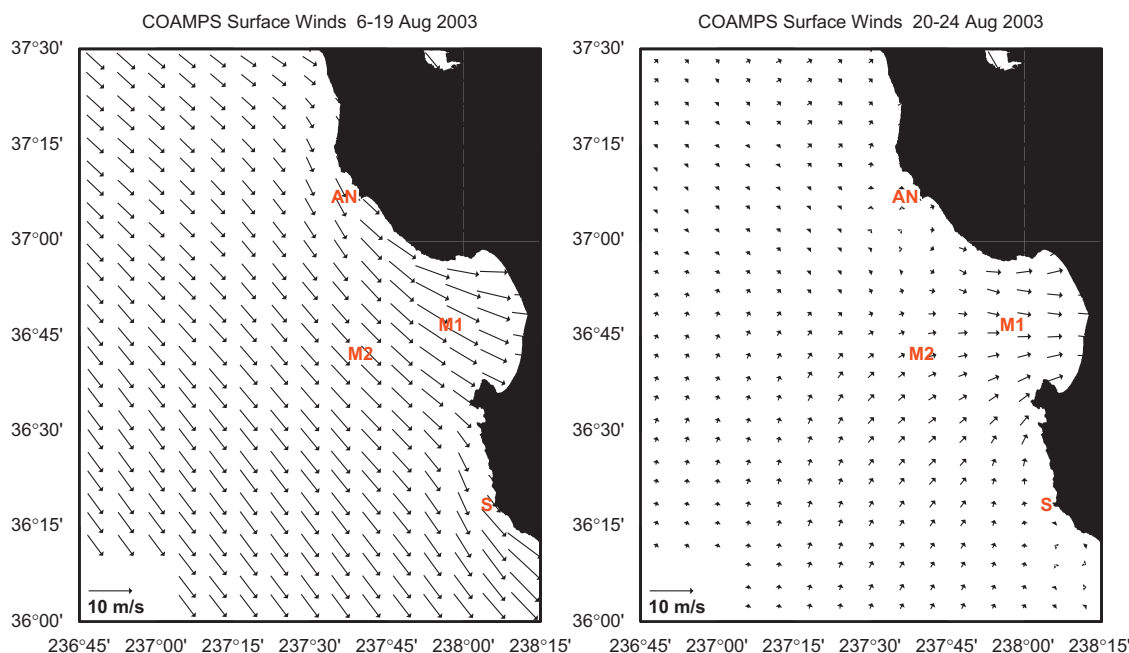 COAMPS Surface Winds 6-19 Aug 2003
37°30'
37°15'
37°00'
36°45'
36°30'
36°15'
36°00'
AN
M1
M2
S
10 m/s
236°45' 237°00' 237°15' 237°30' 237°45' 238°00' 238°15'
COAMPS Surface Winds 20-24 Aug 2003
37°30'
37°15'
37°00'
36°45'
36°30'
36°15'
36°00'
AN
M1
M2
S
10 m/s
236°45' 237°00' 237°15' 237°30' 237°45' 238°00' 238°15'